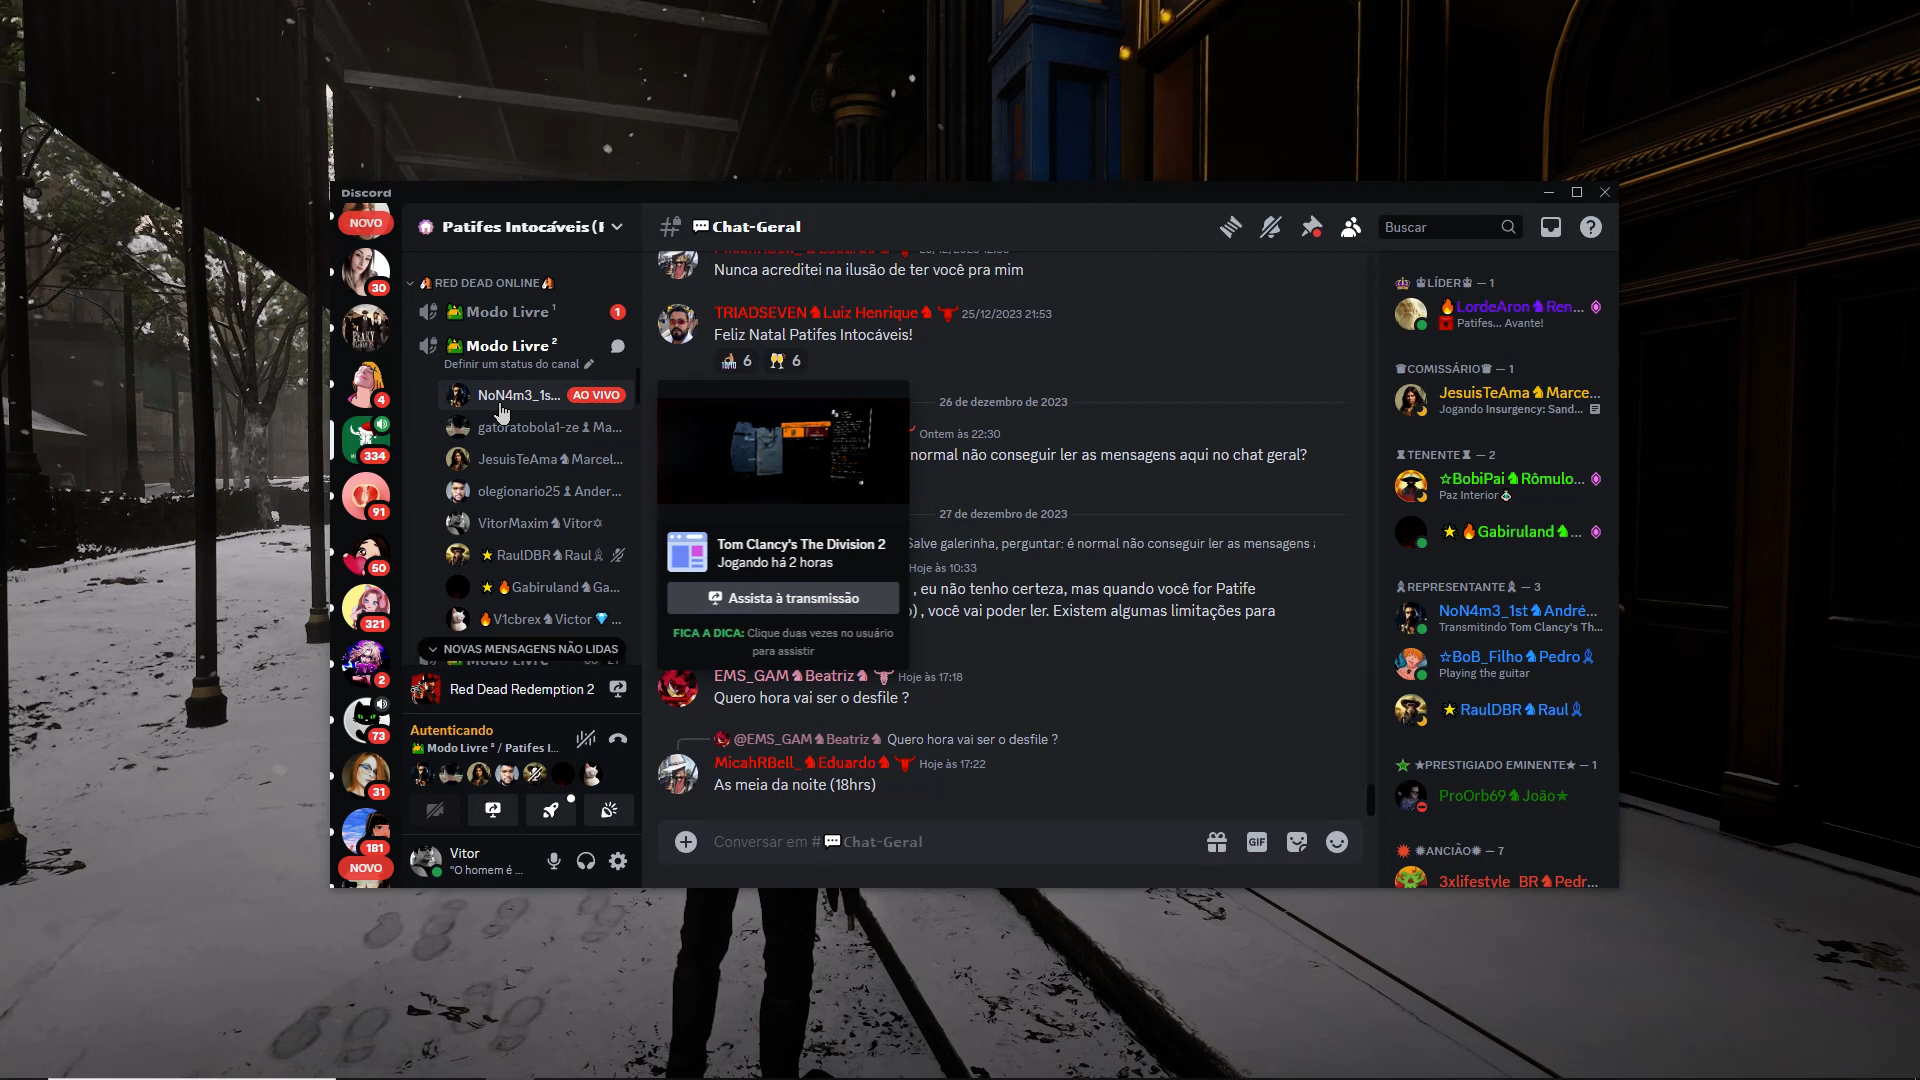 Discord
NOVO
30
4
334
91
50
321
2
73
31
181
NOVO
Patifes Intocáveis (
RED DEAD ONLINE
Modo Livre ¹
1
Modo Livre ²
Definir um status do canal
NoN4m3_1s... AO VIVO
gatoratobola1-ze Ma...
JesuisTeAma Marcel...
olegionario25 Ander...
VitorMaxim Vitor✡
RaulDBR Raul
Gabiruland Ga...
V1cbrex Victor ...
NOVAS MENSAGENS NÃO LIDAS
Red Dead Redemption 2
Autenticando
Modo Livre ² / Patifes I...
Vitor
"O homem é ...
Chat-Geral
Buscar
Nunca acreditei na ilusão de ter você pra mim
TRIADSEVEN Luiz Henrique 25/12/2023 21:53
Feliz Natal Patifes Intocáveis!
6 6
26 de dezembro de 2023
Ontem às 22:30
normal não conseguir ler as mensagens aqui no chat geral?
27 de dezembro de 2023
Salve galerinha, perguntar: é normal não conseguir ler as mensagens
Hoje às 10:33
, eu não tenho certeza, mas quando você for Patife
), você vai poder ler. Existem algumas limitações para
Tom Clancy's The Division 2
Jogando há 2 horas
Assista à transmissão
FICA A DICA: Clique duas vezes no usuário
para assistir
EMS_GAM Beatriz Hoje às 17:18
Quero hora vai ser o desfile ?
@EMS_GAM Beatriz Quero hora vai ser o desfile ?
MicahRBell_ Eduardo Hoje às 17:22
As meia da noite (18hrs)
Conversar em # Chat-Geral
GIF
LÍDER — 1
LordeAron Ren...
Patifes... Avante!
COMISSÁRIO — 1
JesuisTeAma Marce...
Jogando Insurgency: Sand...
TENENTE — 2
☆BobiPai Rômulo...
Paz Interior
Gabiruland ...
REPRESENTANTE — 3
NoN4m3_1st André...
Transmitindo Tom Clancy's Th...
☆BoB_Filho Pedro
Playing the guitar
RaulDBR Raul
★PRESTIGIADO EMINENTE★ — 1
ProOrb69 João★
ANCIÃO — 7
3xlifestyle_BR Pedr...